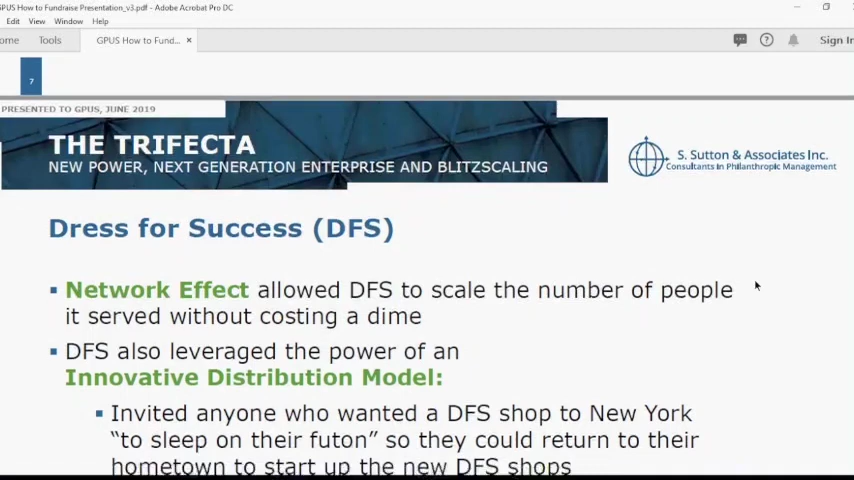 GPUS How to Fundraise Presentation_v3.pdf - Adobe Acrobat Pro DC
Edit View Window Help
Tools
GPUS How to Fund... ×
7
PRESENTED TO GPUS, JUNE 2019
THE TRIFECTA
NEW POWER, NEXT GENERATION ENTERPRISE AND BLITZSCALING
S. Sutton & Associates Inc.
Consultants in Philanthropic Management
Dress for Success (DFS)
▪ Network Effect allowed DFS to scale the number of people
it served without costing a dime
▪ DFS also leveraged the power of an
Innovative Distribution Model:
▪ Invited anyone who wanted a DFS shop to New York
“to sleep on their futon” so they could return to their
hometown to start up the new DFS shops